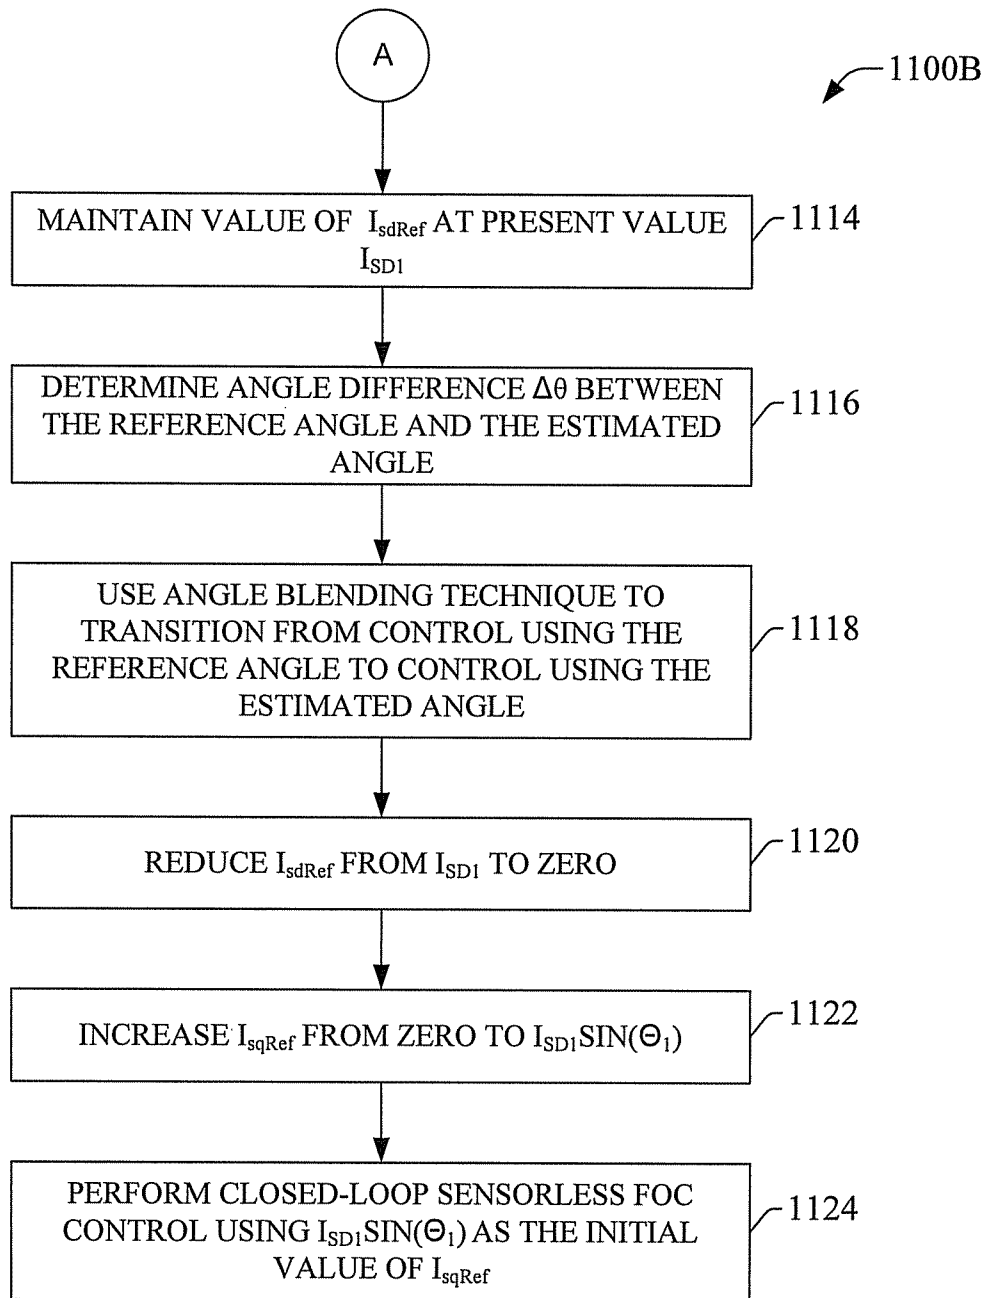 A
1100B
MAINTAIN VALUE OF IsdRef AT PRESENT VALUE
ISD1
1114
DETERMINE ANGLE DIFFERENCE Δθ BETWEEN
THE REFERENCE ANGLE AND THE ESTIMATED
ANGLE
1116
USE ANGLE BLENDING TECHNIQUE TO
TRANSITION FROM CONTROL USING THE
REFERENCE ANGLE TO CONTROL USING THE
ESTIMATED ANGLE
1118
REDUCE IsdRef FROM ISD1 TO ZERO
1120
INCREASE IsqRef FROM ZERO TO ISD1SIN(Θ1)
1122
PERFORM CLOSED-LOOP SENSORLESS FOC
CONTROL USING ISD1SIN(Θ1) AS THE INITIAL
VALUE OF IsqRef
1124